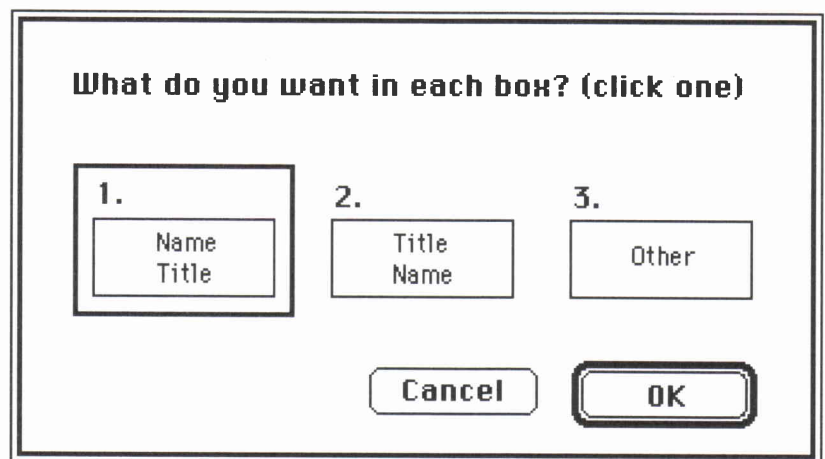 What do you want in each box? (click one)
1.
Name
Title
2.
Title
Name
3.
Other
Cancel
OK